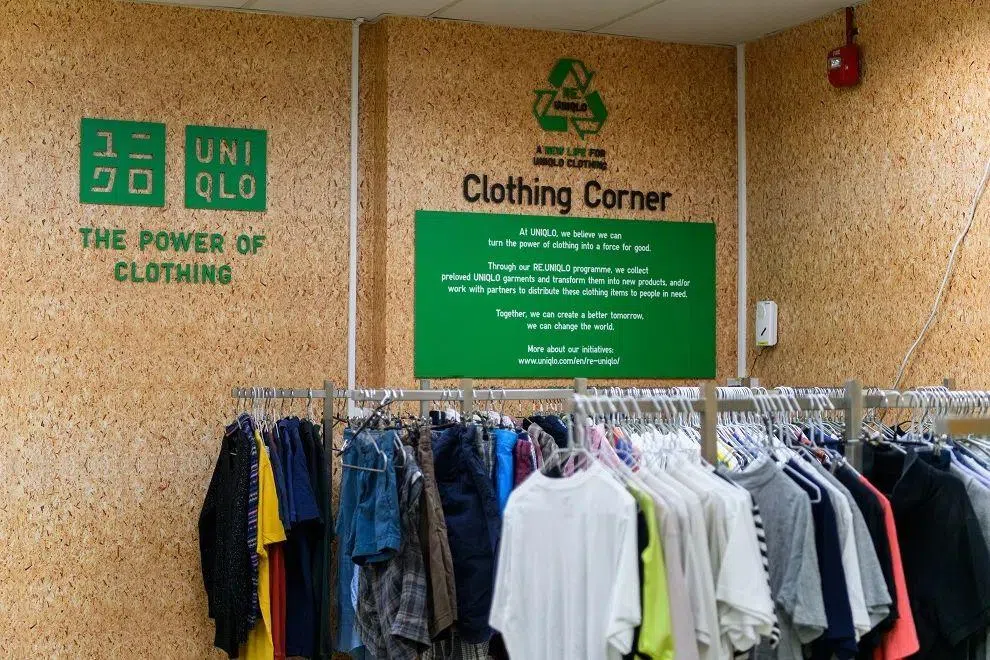 ユニ
クロ
UNI
QLO
THE POWER OF
CLOTHING
RE.
UNIQLO
A NEW LIFE FOR
UNIQLO CLOTHING
Clothing Corner
At UNIQLO, we believe we can
turn the power of clothing into a force for good.
Through our RE.UNIQLO programme, we collect
preloved UNIQLO garments and transform them into new products, and/or
work with partners to distribute these clothing items to people in need.
Together, we can create a better tomorrow,
we can change the world.
More about our initiatives:
www.uniqlo.com/en/re-uniqlo/